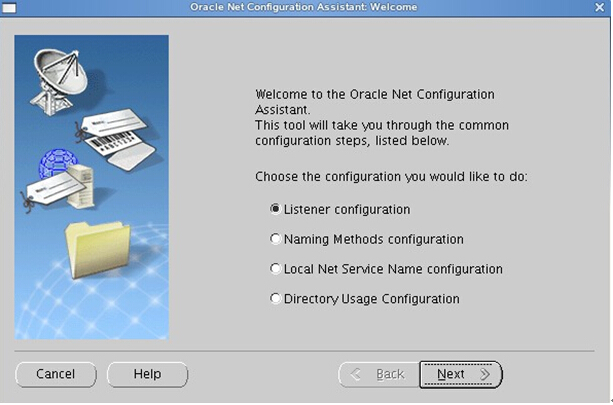 Oracle Net Configuration Assistant: Welcome
Welcome to the Oracle Net Configuration
Assistant.
This tool will take you through the common
configuration steps, listed below.
Choose the configuration you would like to do:
Listener configuration
Naming Methods configuration
Local Net Service Name configuration
Directory Usage Configuration
Cancel
Help
Back
Next